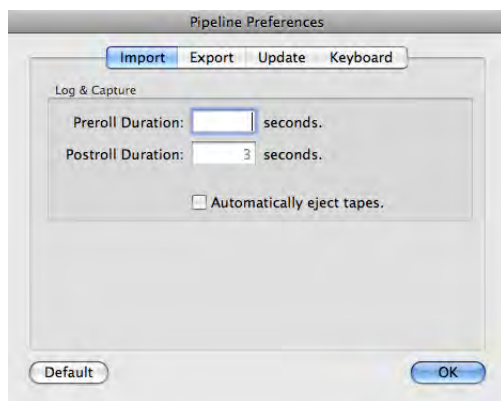 Pipeline Preferences
Import Export Update Keyboard
Log & Capture
Preroll Duration: seconds.
Postroll Duration: 3 seconds.
Automatically eject tapes.
Default OK